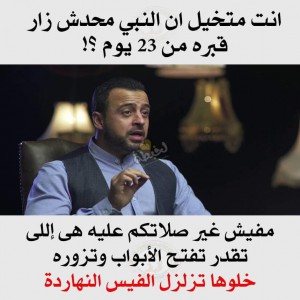 انت متخيل ان النبي محدش زار
قبره من 23 يوم ؟!
مفيش غير صلاتكم عليه هى إللى
تقدر تفتح الأبواب وتزوره
خلوها تزلزل الفيس النهاردة